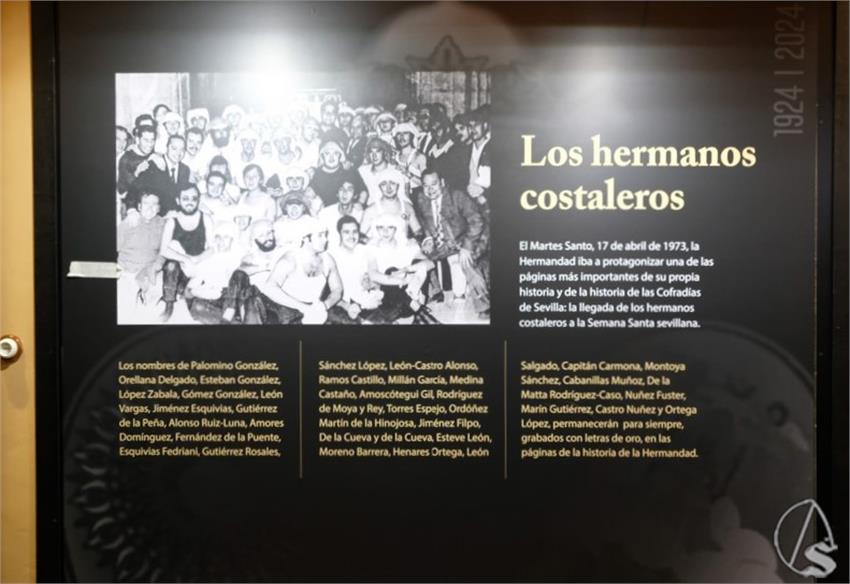 1924 | 2024
Los hermanos
costaleros
El Martes Santo, 17 de abril de 1973, la
Hermandad iba a protagonizar una de las
páginas más importantes de su propia
historia y de la historia de las Cofradías
de Sevilla: la llegada de los hermanos
costaleros a la Semana Santa sevillana.
Los nombres de Palomino González,
Orellana Delgado, Esteban González,
López Zabala, Gómez González, León
Vargas, Jiménez Esquivias, Gutiérrez
de la Peña, Alonso Ruiz-Luna, Amores
Domínguez, Fernández de la Puente,
Esquivias Fedriani, Gutiérrez Rosales,
Sánchez López, León-Castro Alonso,
Ramos Castillo, Millán García, Medina
Castaño, Amoscótegui Gil, Rodríguez
de Moya y Rey, Torres Espejo, Ordóñez
Martín de la Hinojosa, Jiménez Filpo,
De la Cueva y de la Cueva, Esteve León,
Moreno Barrera, Henares Ortega, León
Salgado, Capitán Carmona, Montoya
Sánchez, Cabanillas Muñoz, De la
Matta Rodríguez-Caso, Nuñez Fuster,
Marín Gutiérrez, Castro Nuñez y Ortega
López, permanecerán para siempre,
grabados con letras de oro, en las
páginas de la historia de la Hermandad.